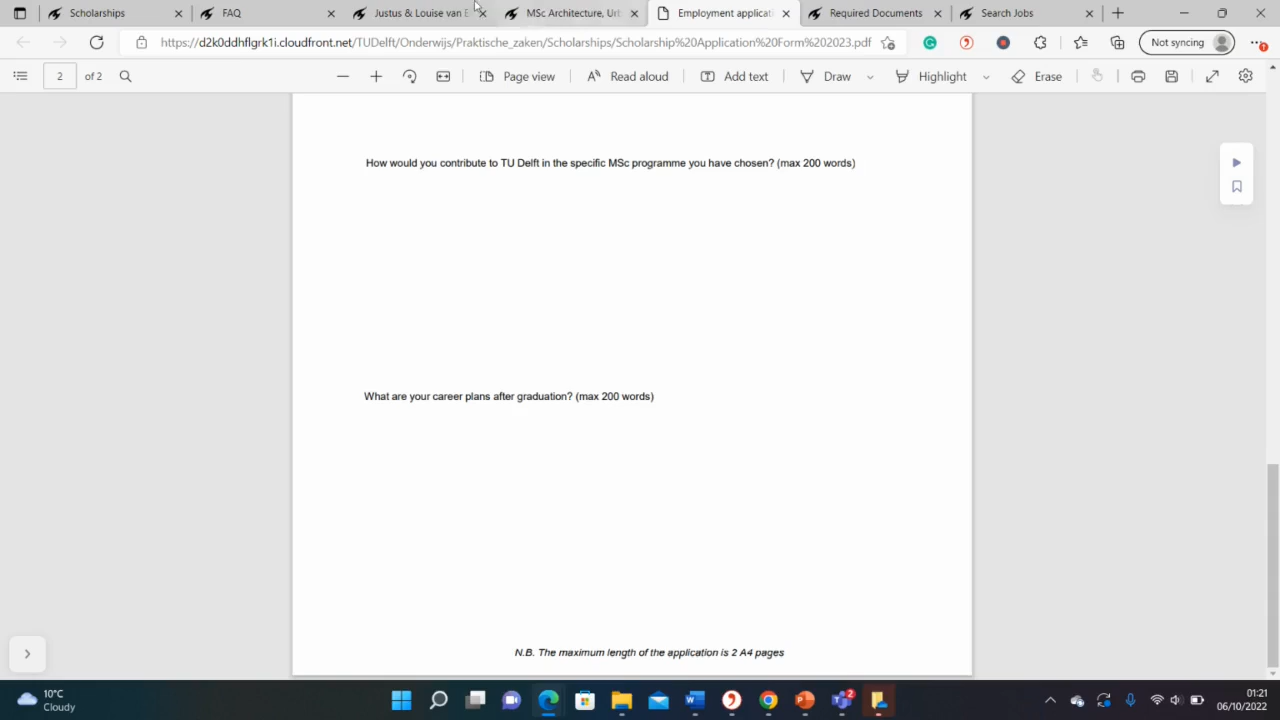 Scholarships
FAQ
Justus & Louise van E
MSc Architecture, Urb
Employment applicati
Required Documents
Search Jobs
https://d2k0ddhflgrk1i.cloudfront.net/TUDelft/Onderwijs/Praktische_zaken/Scholarships/Scholarship%20Application%20Form%202023.pdf
Not syncing
2 of 2
Page view
Read aloud
Add text
Draw
Highlight
Erase
How would you contribute to TU Delft in the specific MSc programme you have chosen? (max 200 words)
What are your career plans after graduation? (max 200 words)
N.B. The maximum length of the application is 2 A4 pages
10°C
Cloudy
2
01:21
06/10/2022